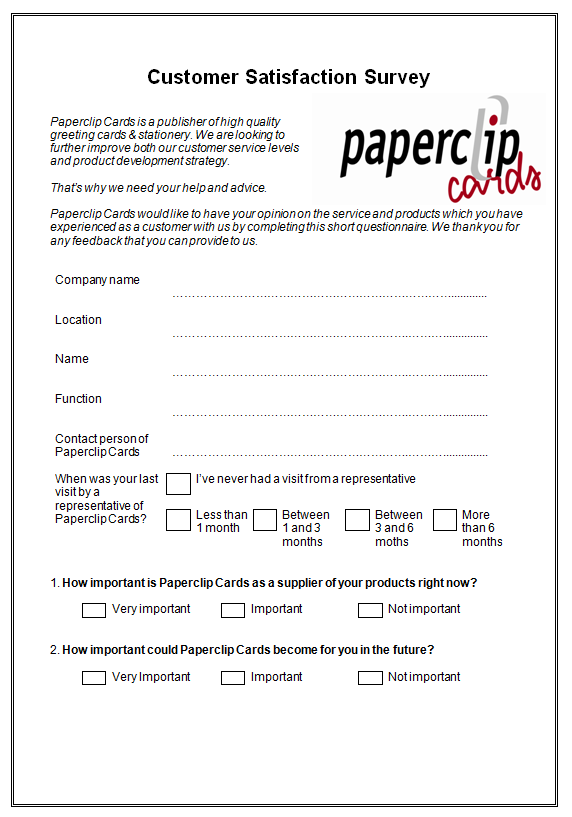 Customer Satisfaction Survey
Paperclip Cards is a publisher of high quality
greeting cards & stationery. We are looking to
further improve both our customer service levels
and product development strategy.
paperclip
cards
That's why we need your help and advice.
Paperclip Cards would like to have your opinion on the service and products which you have
experienced as a customer with us by completing this short questionnaire. We thank you for
any feedback that you can provide to us.
Company name ……………………………………………………………............
Location ……………………………………………………………............
Name ……………………………………………………………............
Function ……………………………………………………………............
Contact person of
Paperclip Cards ……………………………………………………………............
When was your last
visit by a
representative of
Paperclip Cards?
I've never had a visit from a representative
Less than
1 month
Between
1 and 3
months
Between
3 and 6
moths
More
than 6
months
1. How important is Paperclip Cards as a supplier of your products right now?
Very important Important Not important
2. How important could Paperclip Cards become for you in the future?
Very Important Important Not important